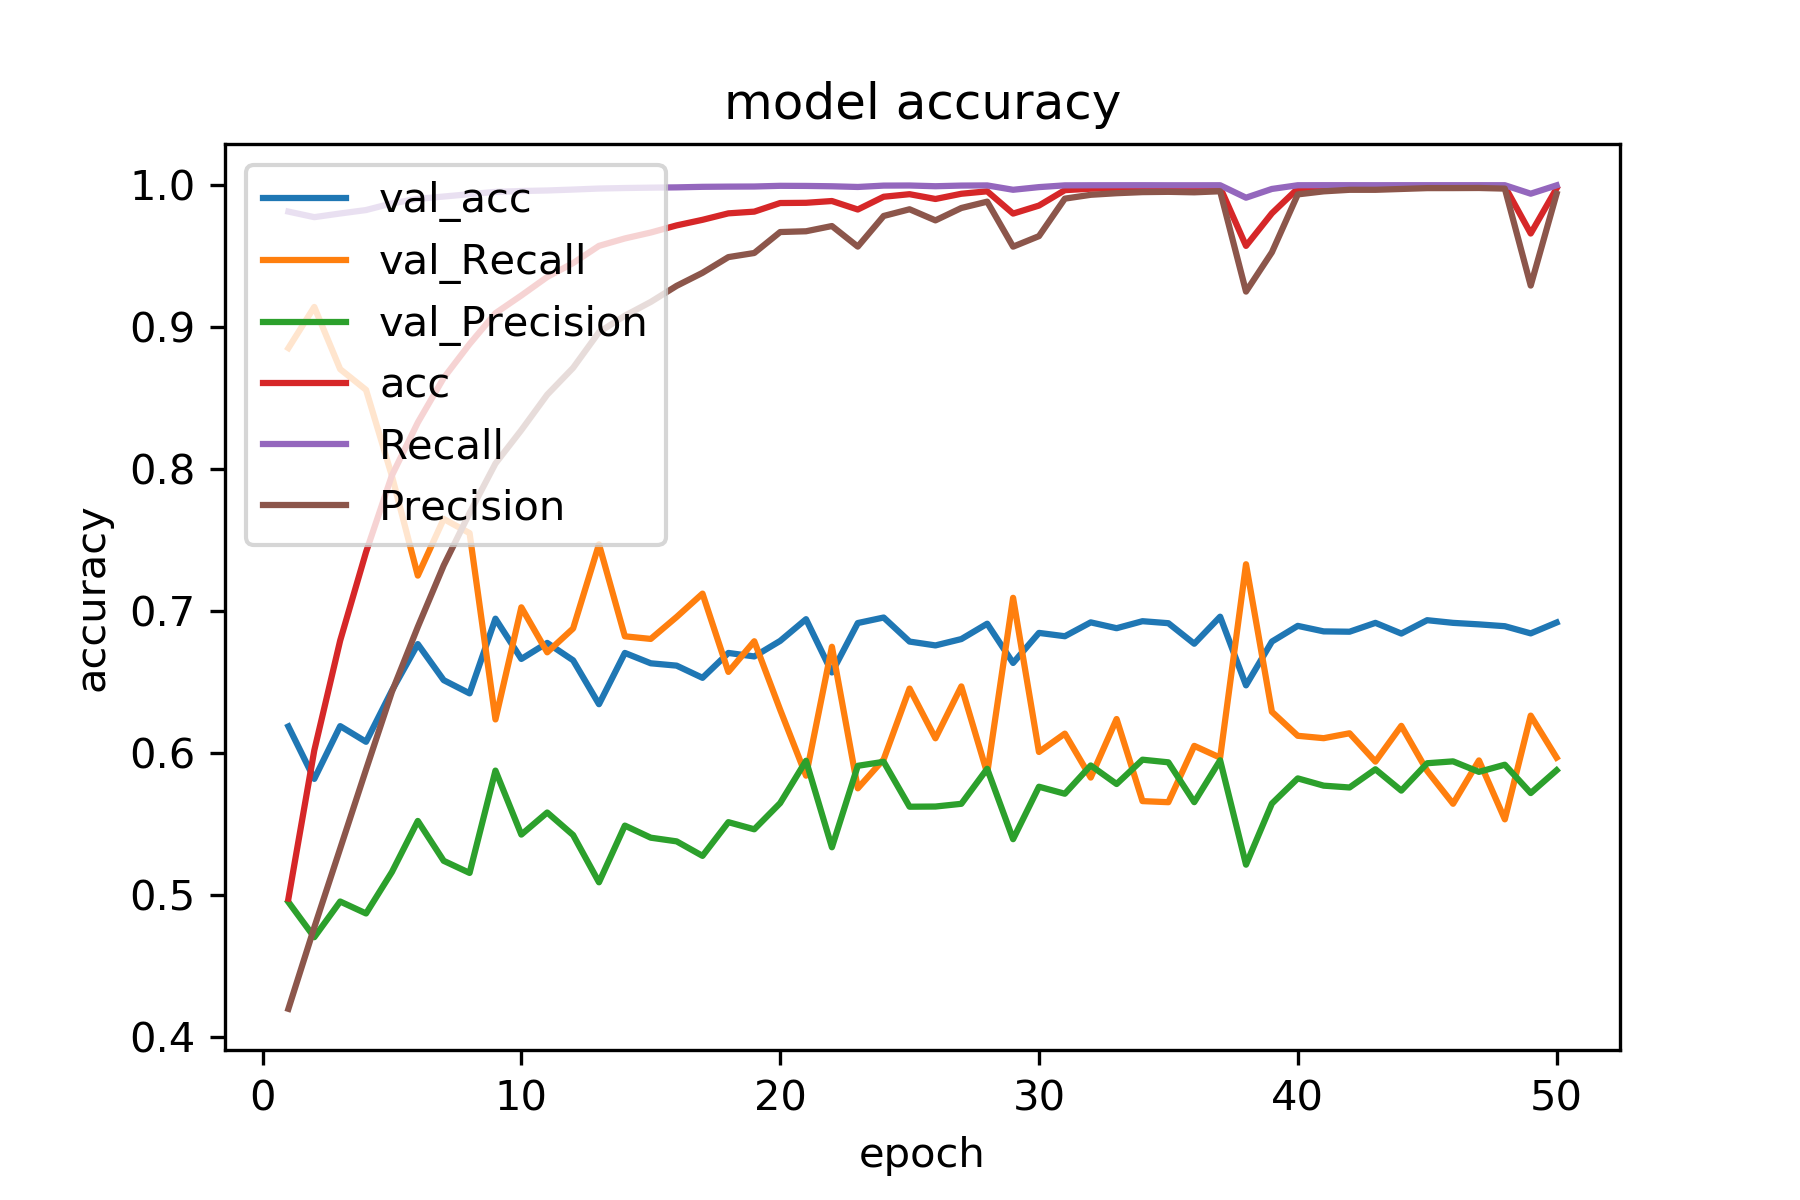 model accuracy
accuracy
1.0
0.9
0.8
0.7
0.6
0.5
0.4
val_acc
val_Recall
val_Precision
acc
Recall
Precision
0 10 20 30 40 50
epoch